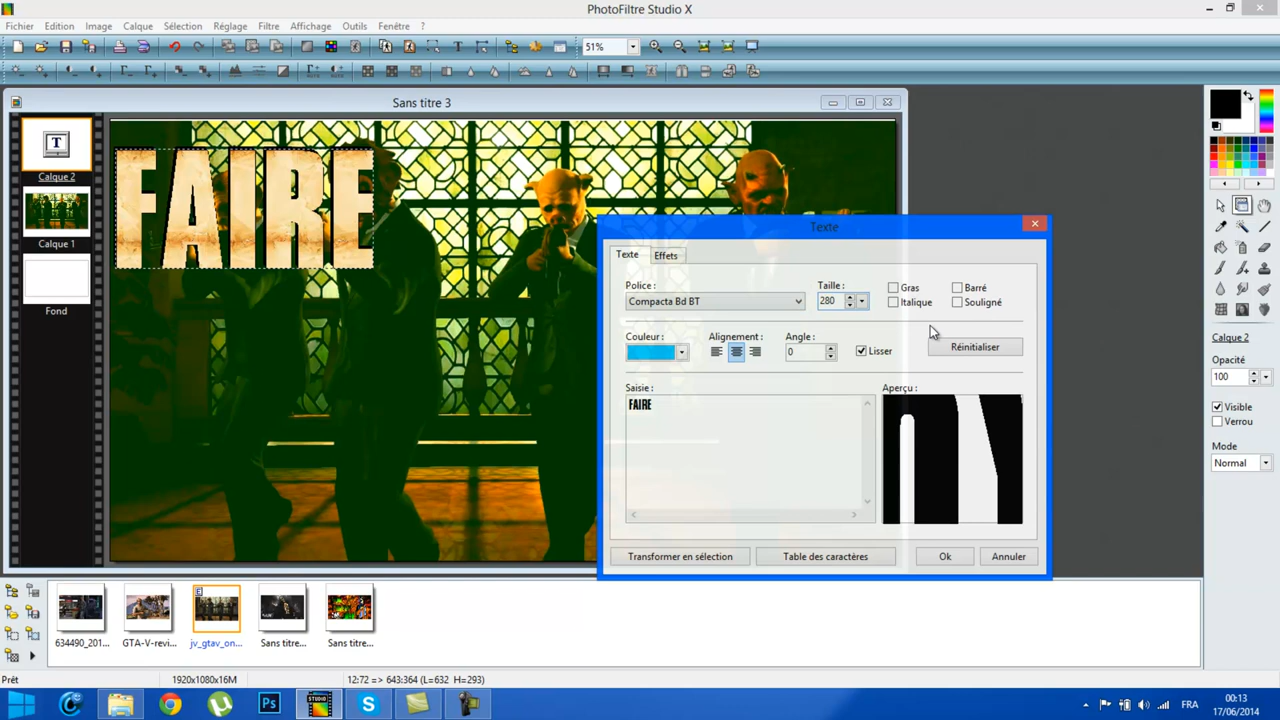 PhotoFiltre Studio X
Fichier Edition Image Calque Sélection Réglage Filtre Affichage Outils Fenêtre ?
51%
Sans titre 3
T
Calque 2
Calque 1
Fond
FAIRE
Texte
Texte Effets
Police : Taille :
Compacta Bd BT 280
Gras Barré
Italique Souligné
Couleur : Alignement : Angle :
0 Lisser Réinitialiser
Saisie : Aperçu :
FAIRE
Transformer en sélection Table des caractères Ok Annuler
Calque 2
Opacité
100
Visible
Verrou
Mode
Normal
634490_201... GTA-V-revi... jv_gtav_on... Sans titre... Sans titre...
Prêt 1920x1080x16M 12:72 => 643:364 (L=632 H=293)
Ps STUDIO S FRA 00:13
17/06/2014